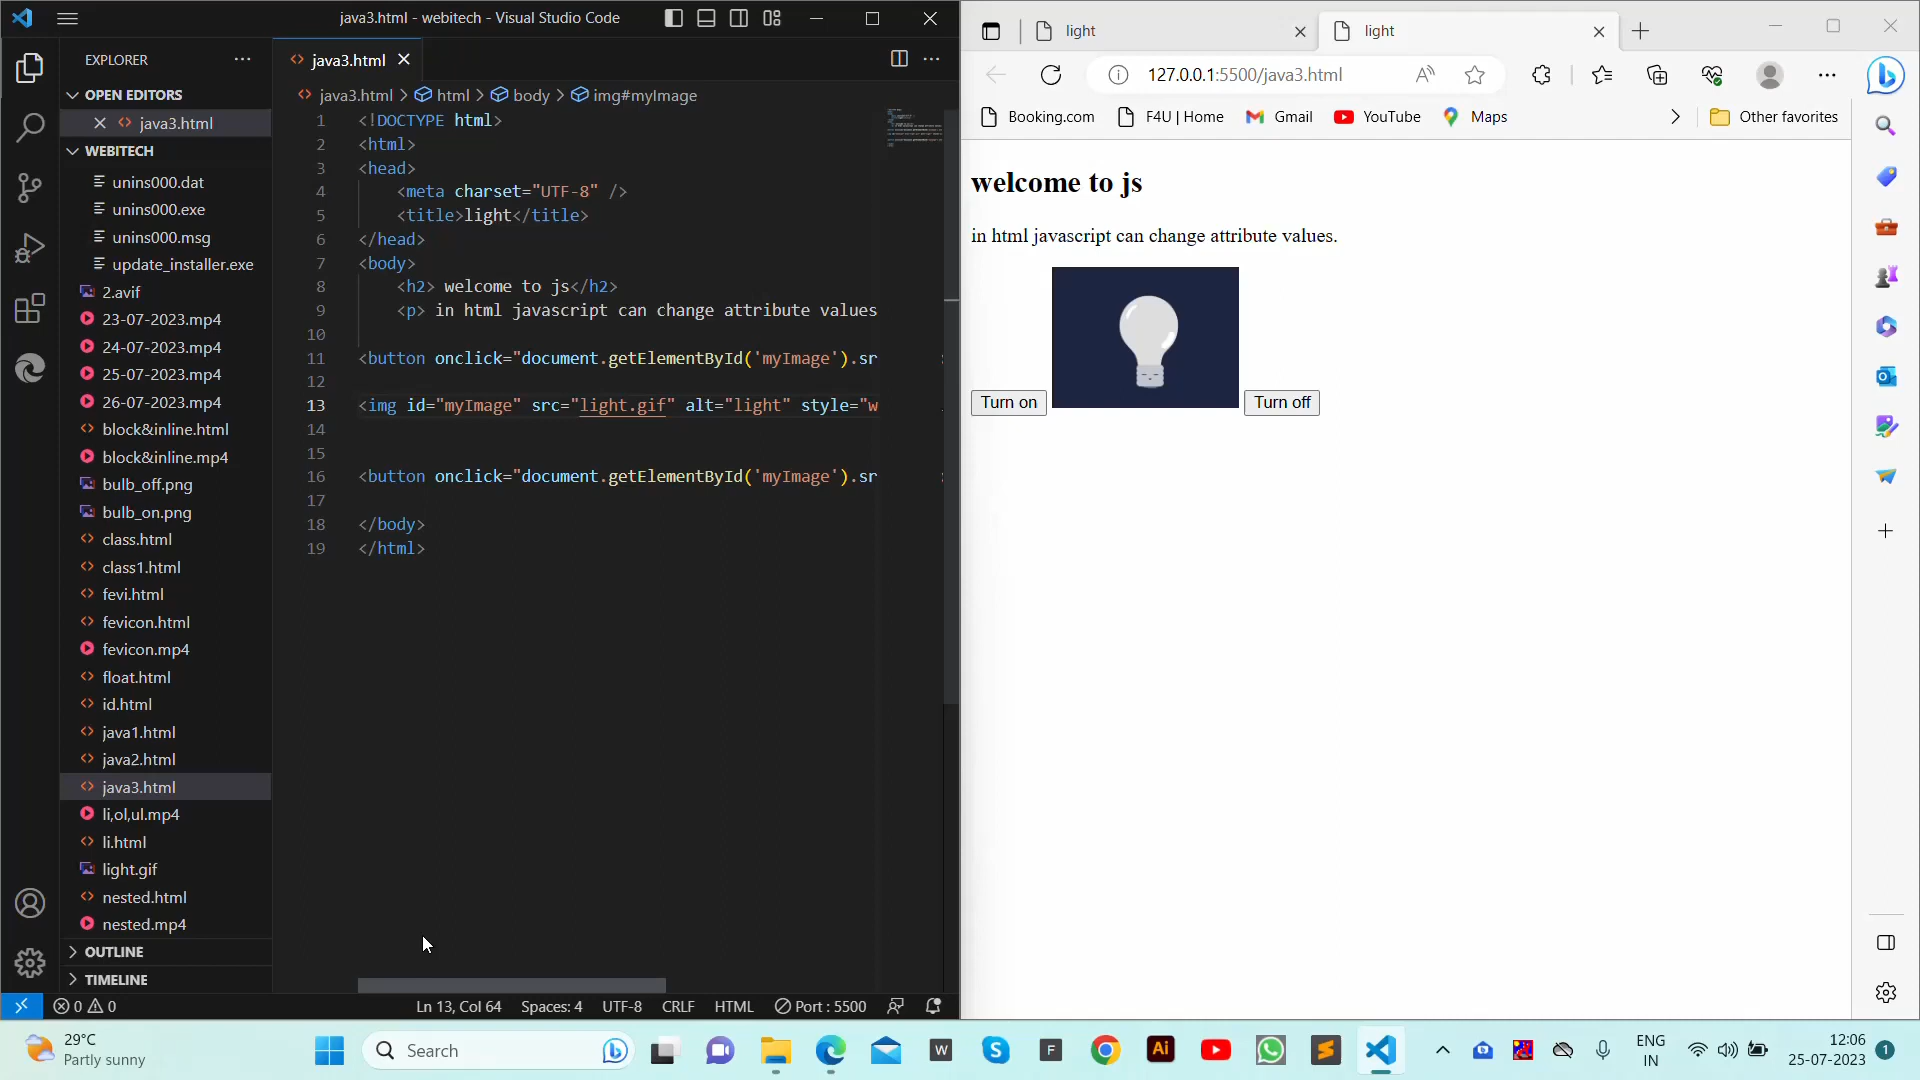 java3.html - webitech - Visual Studio Code
EXPLORER
OPEN EDITORS
java3.html
WEBITECH
unins000.dat
unins000.exe
unins000.msg
update_installer.exe
2.avif
23-07-2023.mp4
24-07-2023.mp4
25-07-2023.mp4
26-07-2023.mp4
block&inline.html
block&inline.mp4
bulb_off.png
bulb_on.png
class.html
class1.html
fevi.html
fevicon.html
fevicon.mp4
float.html
id.html
java1.html
java2.html
java3.html
li,ol,ul.mp4
li.html
light.gif
nested.html
nested.mp4
OUTLINE
TIMELINE
java3.html
java3.html > html > body > img#myImage
1 <!DOCTYPE html>
2 <html>
3 <head>
4 <meta charset="UTF-8" />
5 <title>light</title>
6 </head>
7 <body>
8 <h2> welcome to js</h2>
9 <p> in html javascript can change attribute values
10
11 <button onclick="document.getElementById('myImage').sr
12
13 <img id="myImage" src="light.gif" alt="light" style="w
14
15
16 <button onclick="document.getElementById('myImage').sr
17
18 </body>
19 </html>
0 0 Ln 13, Col 64 Spaces: 4 UTF-8 CRLF HTML Port : 5500
light light
127.0.0.1:5500/java3.html
Booking.com F4U | Home Gmail YouTube Maps Other favorites
welcome to js
in html javascript can change attribute values.
Turn on Turn off
29°C
Partly sunny
Search
W
S
F
Ai
ENG
IN
12:06
25-07-2023
1